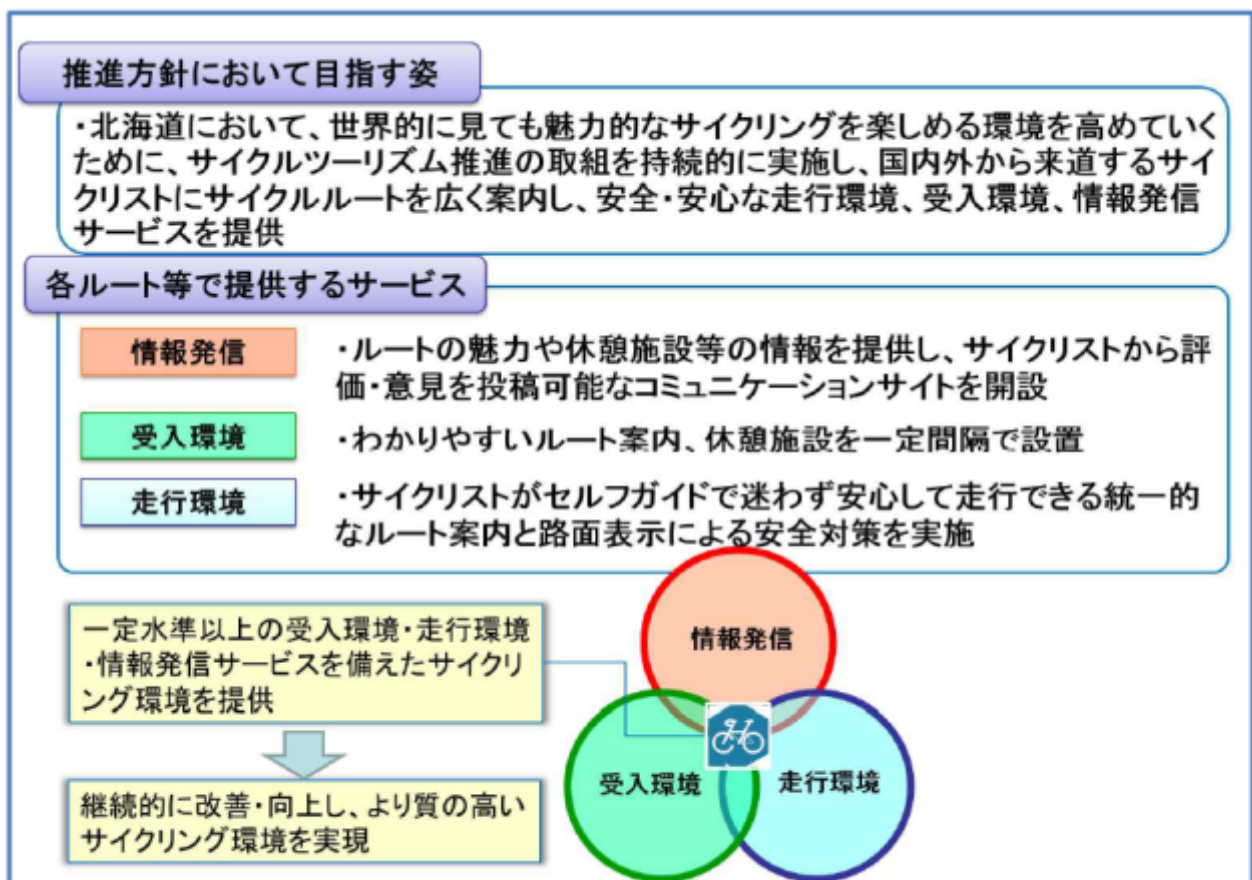 推進方針において目指す姿
・北海道において、世界的に見ても魅力的なサイクリングを楽しめる環境を高めていく
ために、サイクルツーリズム推進の取組を持続的に実施し、国内外から来道するサイ
クリストにサイクルルートを広く案内し、安全・安心な走行環境、受入環境、情報発信
サービスを提供
各ルート等で提供するサービス
情報発信
・ルートの魅力や休憩施設等の情報を提供し、サイクリストから評
価・意見を投稿可能なコミュニケーションサイトを開設
受入環境
・わかりやすいルート案内、休憩施設を一定間隔で設置
走行環境
・サイクリストがセルフガイドで迷わず安心して走行できる統一的
なルート案内と路面表示による安全対策を実施
一定水準以上の受入環境・走行環境
・情報発信サービスを備えたサイクリ
ング環境を提供
継続的に改善・向上し、より質の高い
サイクリング環境を実現
情報発信
受入環境
走行環境